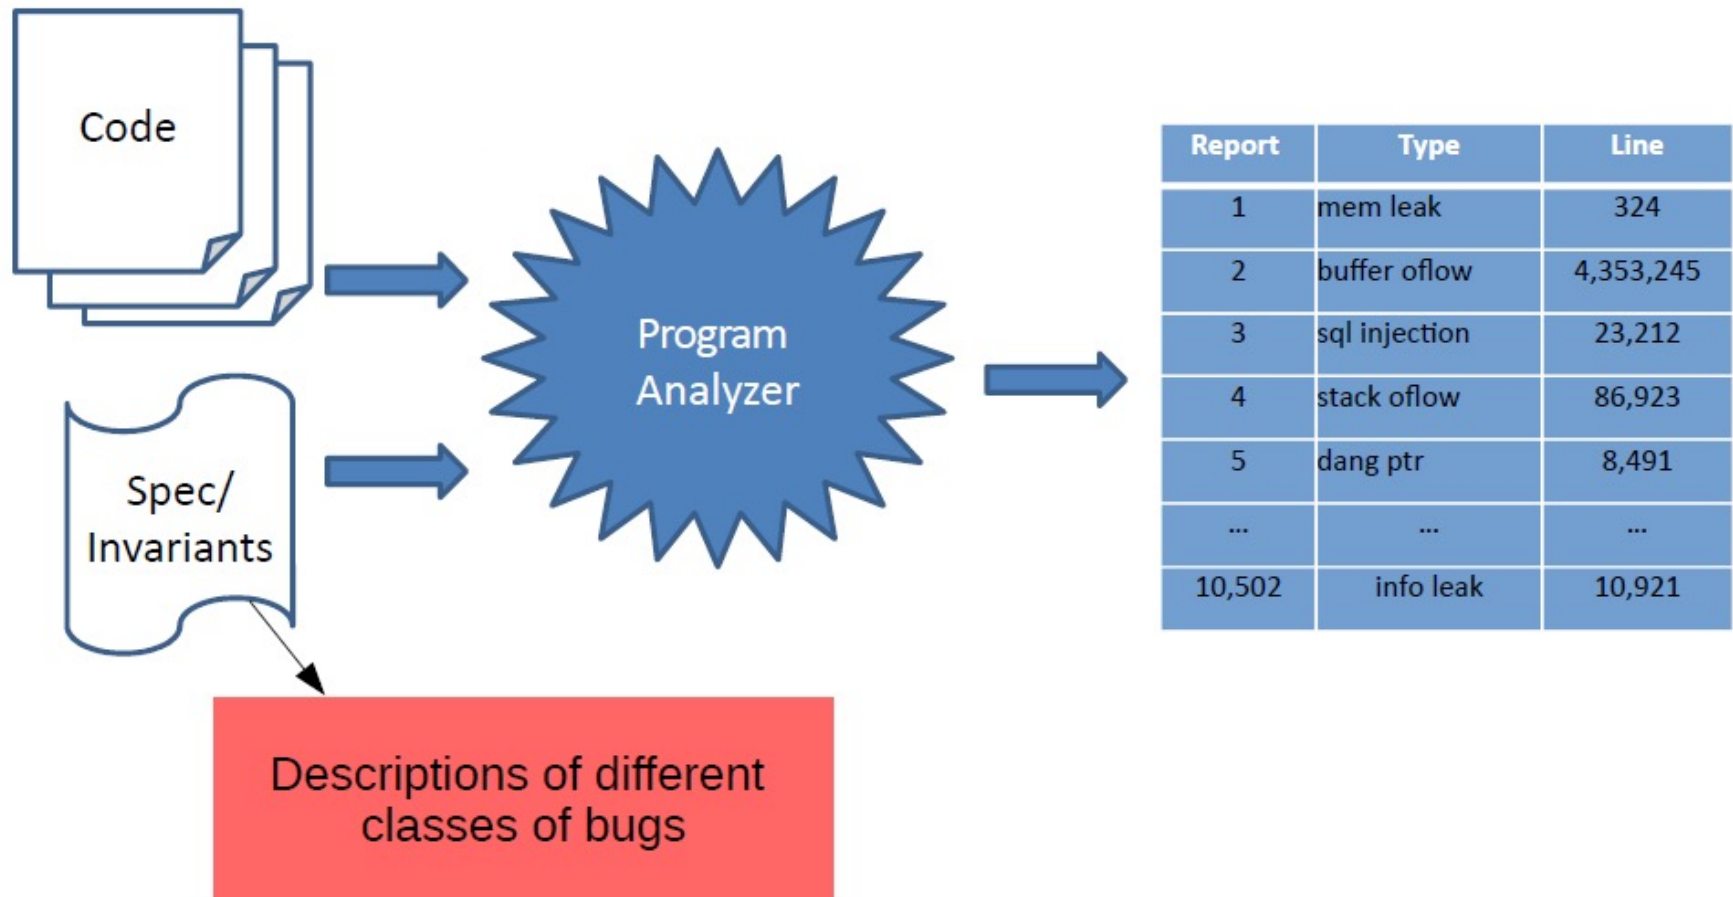 Code
Spec/
Invariants
Program
Analyzer
Descriptions of different
classes of bugs
Report Type Line
1 mem leak 324
2 buffer oflow 4,353,245
3 sql injection 23,212
4 stack oflow 86,923
5 dang ptr 8,491
... ... ...
10,502 info leak 10,921